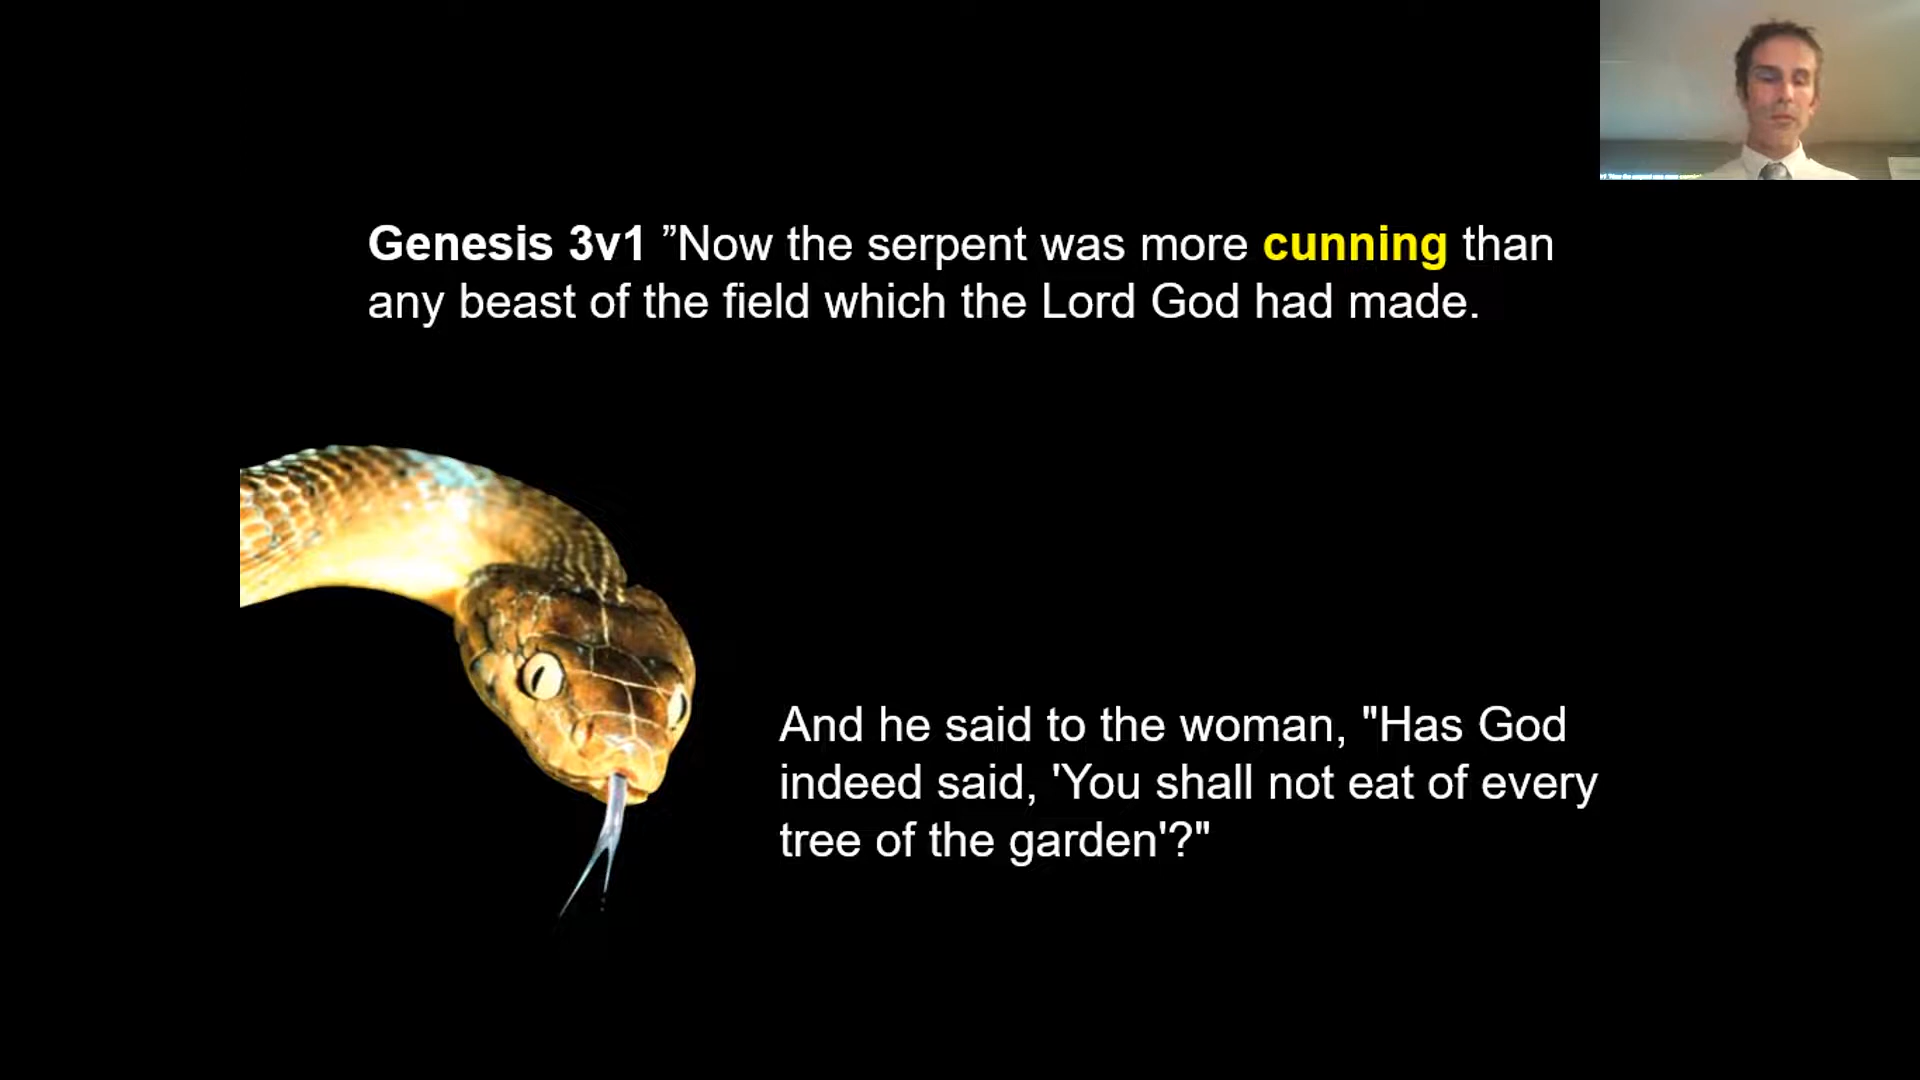 Genesis 3v1 ”Now the serpent was more cunning than
any beast of the field which the Lord God had made.
And he said to the woman, "Has God
indeed said, 'You shall not eat of every
tree of the garden'?"